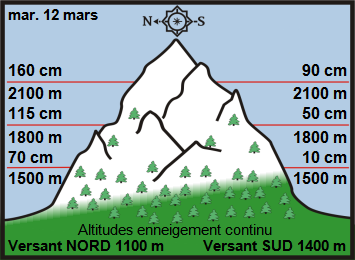 mar. 12 mars
N S
160 cm 90 cm
2100 m 2100 m
115 cm 50 cm
1800 m 1800 m
70 cm 10 cm
1500 m 1500 m
Altitudes enneigement continu
Versant NORD 1100 m Versant SUD 1400 m